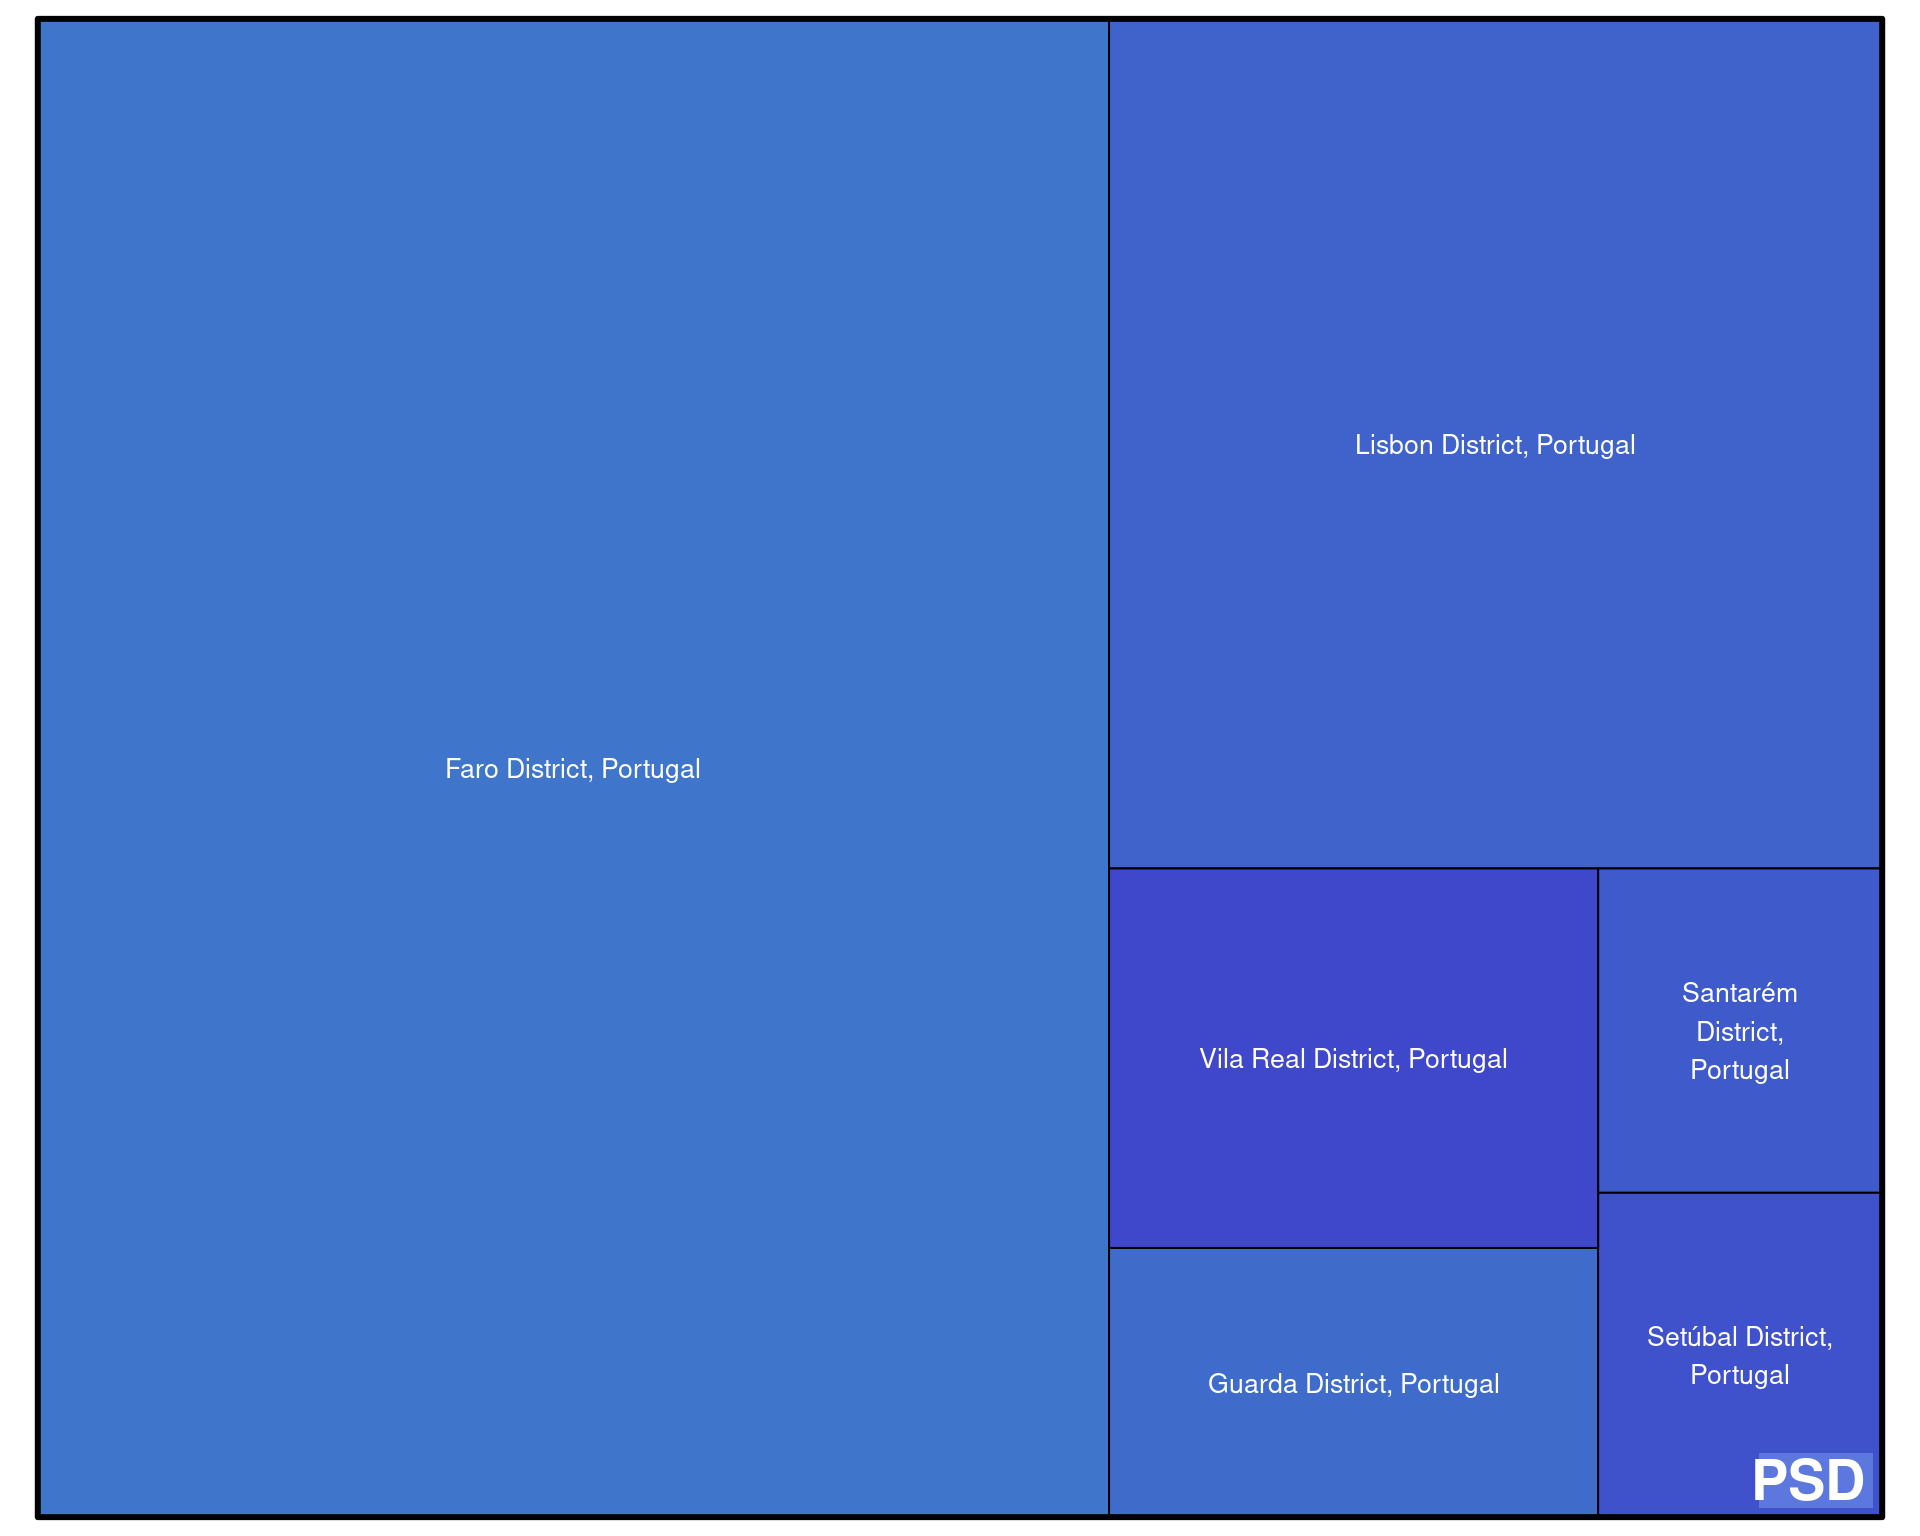 Faro District, Portugal
Lisbon District, Portugal
Vila Real District, Portugal
Santarém
District,
Portugal
Guarda District, Portugal
Setúbal District,
Portugal
PSD